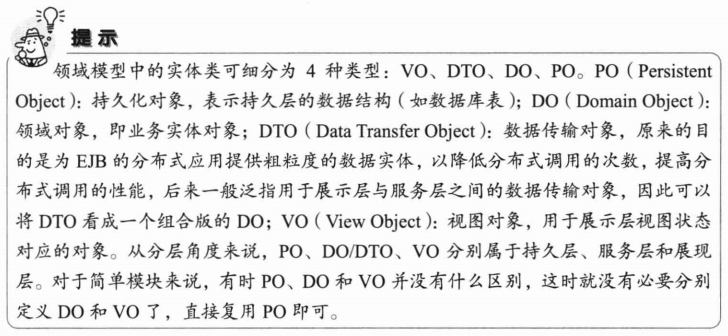 提 示
领域模型中的实体类可细分为 4 种类型：VO、DTO、DO、PO。PO（Persistent
Object）：持久化对象，表示持久层的数据结构（如数据库表）；DO（Domain Object）：
领域对象，即业务实体对象；DTO（Data Transfer Object）：数据传输对象，原来的目
的是为 EJB 的分布式应用提供粗粒度的数据实体，以降低分布式调用的次数，提高分
布式调用的性能，后来一般泛指用于展示层与服务层之间的数据传输对象，因此可以
将 DTO 看成一个组合版的 DO；VO（View Object）：视图对象，用于展示层视图状态
对应的对象。从分层角度来说，PO、DO/DTO、VO 分别属于持久层、服务层和展现
层。对于简单模块来说，有时 PO、DO 和 VO 并没有什么区别，这时就没有必要分别
定义 DO 和 VO 了，直接复用 PO 即可。